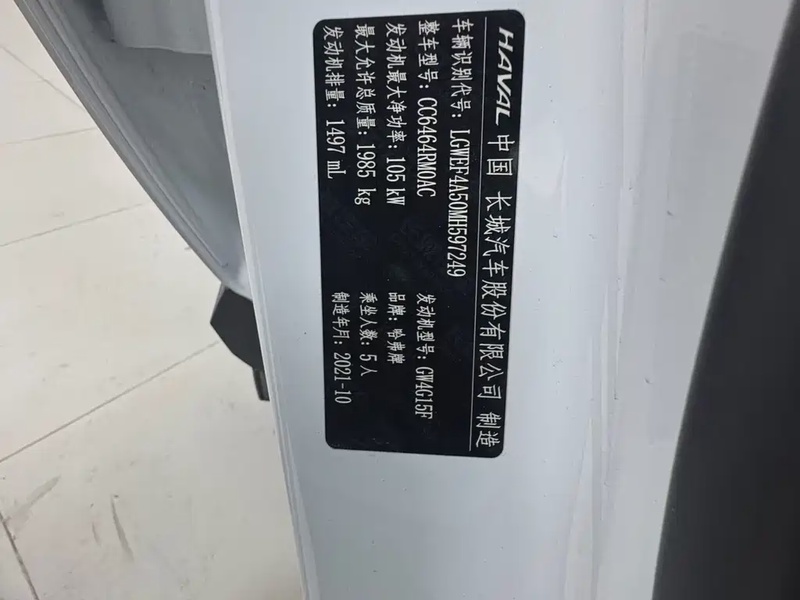 HAVAL 中国 长城汽车股份有限公司 制造
车辆识别代号: LGWEF4A50MH597249
整车型号: CC6464RM0AC 发动机型号: GW4G15F
发动机最大净功率: 105 kW 品牌: 哈弗牌
最大允许总质量: 1985 kg 乘坐人数: 5人
发动机排量: 1497 mL 制造年月: 2021-10